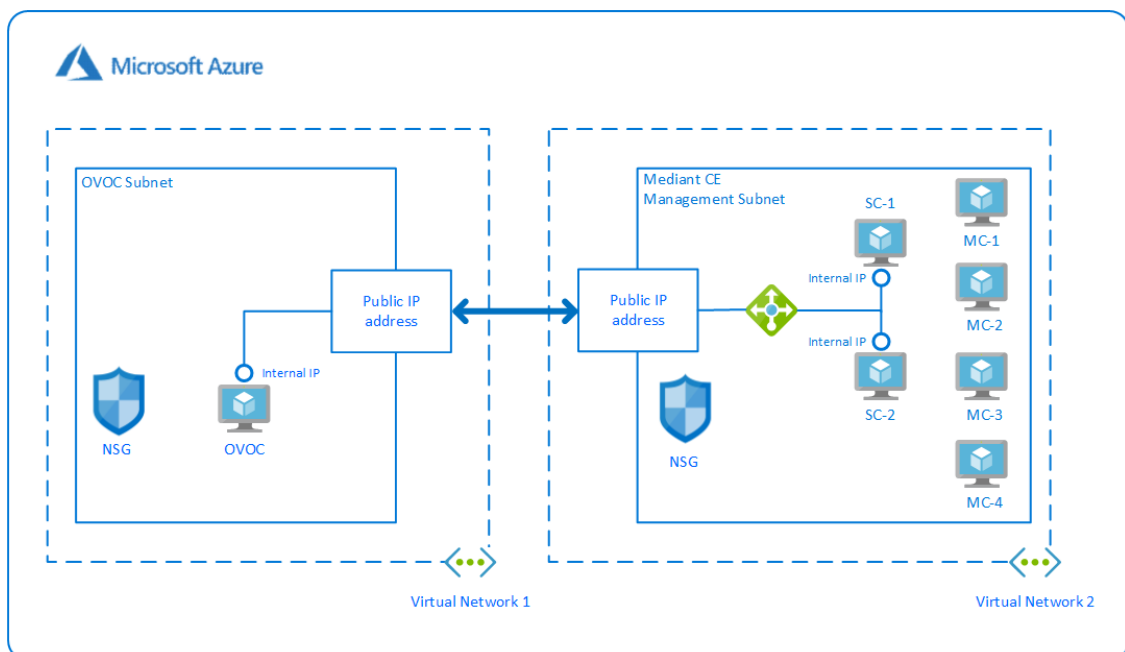 Microsoft Azure
OVOC Subnet
Public IP
address
Internal IP
NSG
OVOC
Virtual Network 1
Mediant CE
Management Subnet
Public IP
address
SC-1
Internal IP
Internal IP
SC-2
NSG
MC-1
MC-2
MC-3
MC-4
Virtual Network 2